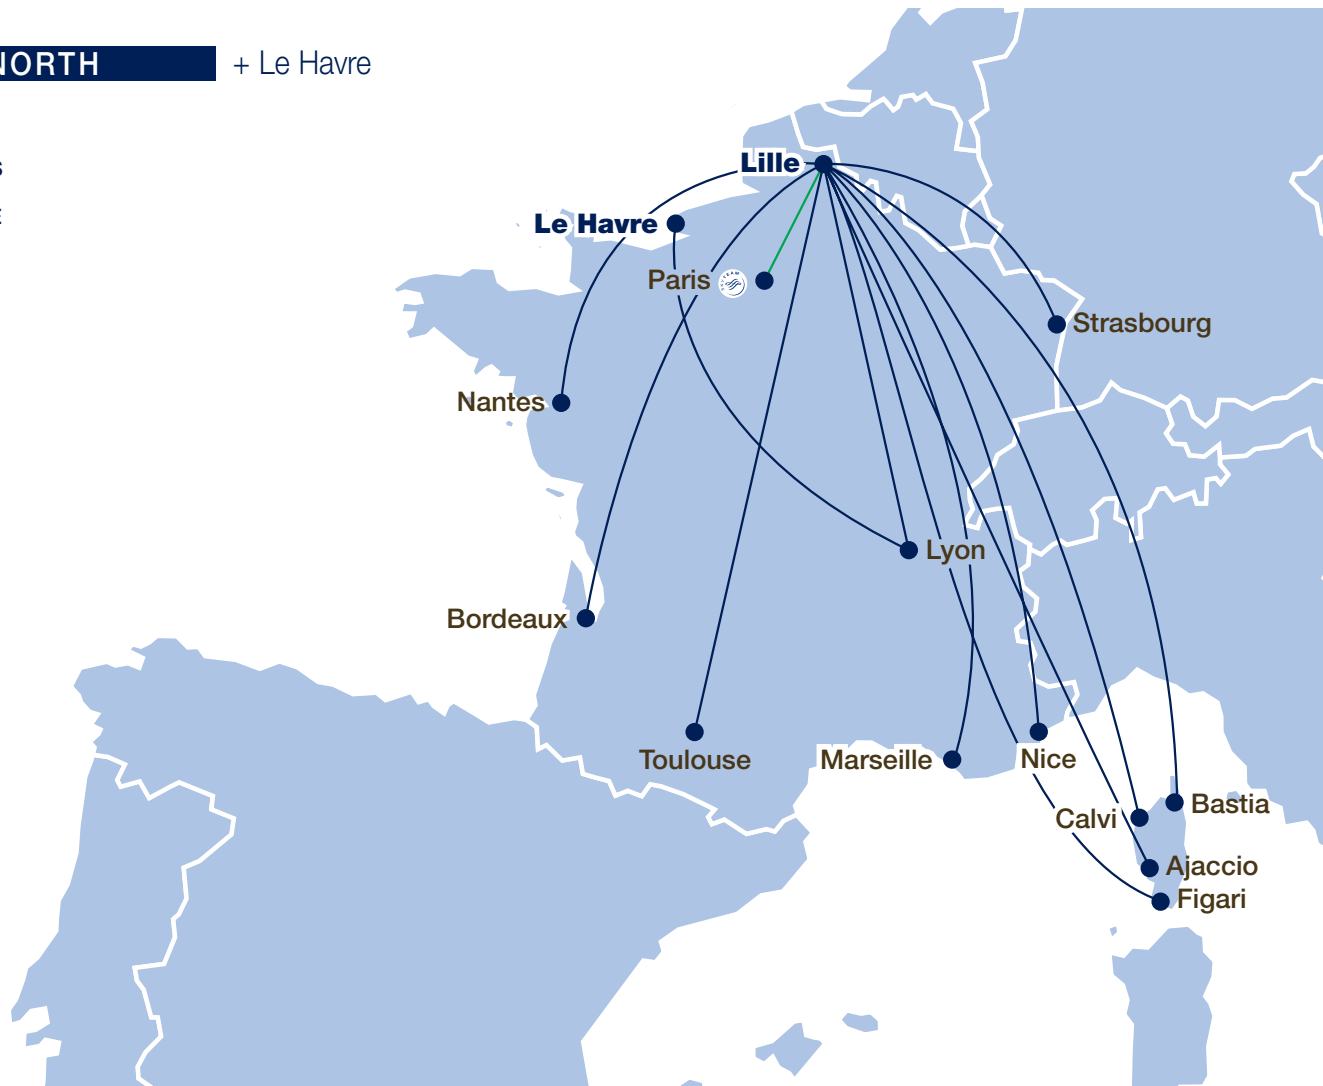 NORTH
+ Le Havre
Lille
Le Havre
Paris
Strasbourg
Nantes
Lyon
Bordeaux
Toulouse
Marseille
Nice
Calvi
Bastia
Ajaccio
Figari